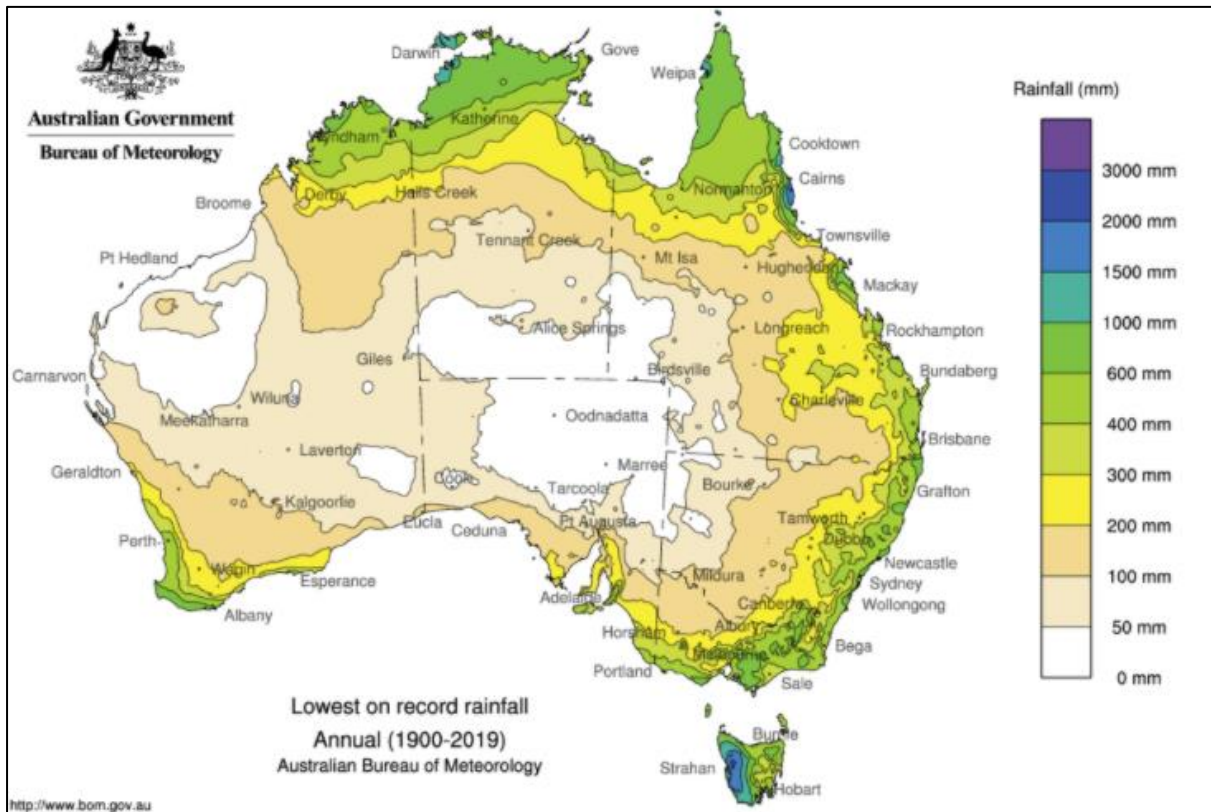 Australian Government
Bureau of Meteorology
Darwin
Gove
Weipa
Katherine
Wyndham
Cooktown
Cairns
Derby
Halls Creek
Normanton
Broome
Townsville
Tennant Creek
Pt Hedland
Mt Isa
Hughenden
Mackay
Alice Springs
Longreach
Rockhampton
Giles
Carnarvon
Birdsville
Bundaberg
Wiluna
Charleville
Meekatharra
Oodnadatta
Brisbane
Laverton
Marree
Geraldton
Cook
Tarcoola
Bourke
Grafton
Kalgoorlie
Eucla
Ceduna
Pt Augusta
Tamworth
Perth
Dubbo
Newcastle
Wagin
Esperance
Mildura
Sydney
Adelaide
Canberra
Wollongong
Albany
Horsham
Albury
Melbourne
Bega
Portland
Sale
Burnie
Strahan
Hobart
Rainfall (mm)
3000 mm
2000 mm
1500 mm
1000 mm
600 mm
400 mm
300 mm
200 mm
100 mm
50 mm
0 mm
Lowest on record rainfall
Annual (1900-2019)
Australian Bureau of Meteorology
http://www.bom.gov.au